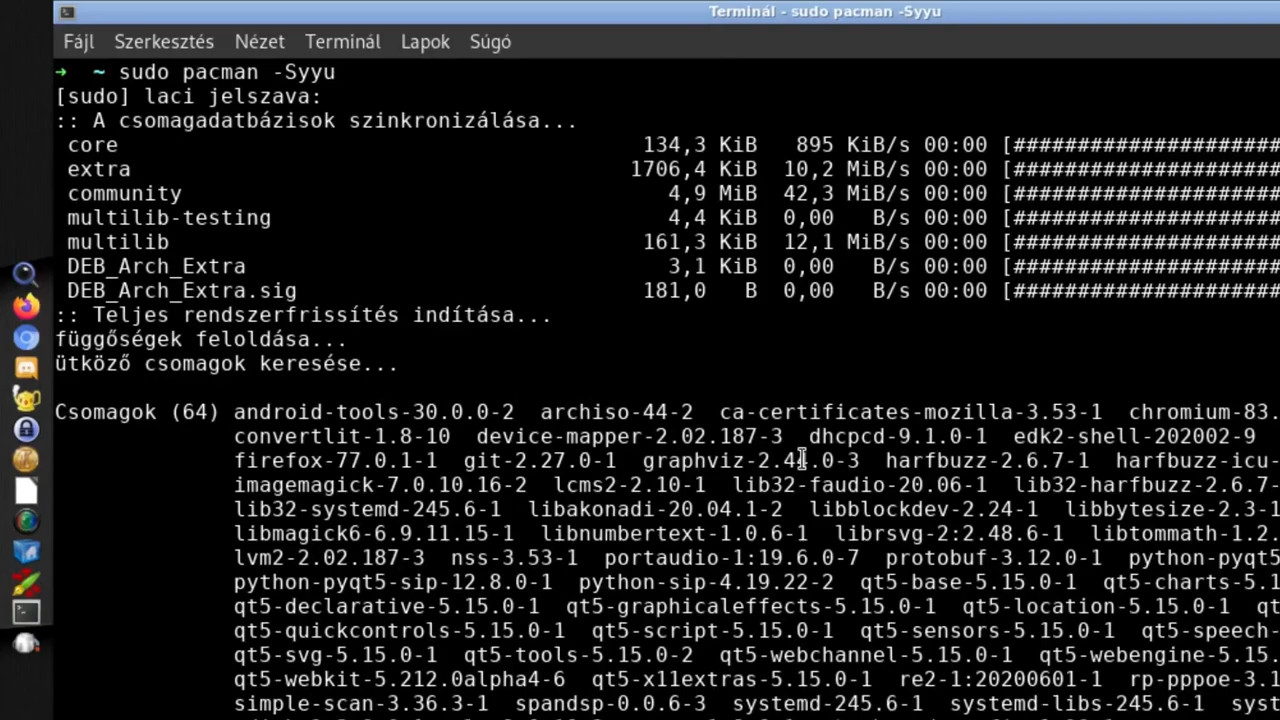 Terminál - sudo pacman -Syyu
Fájl Szerkesztés Nézet Terminál Lapok Súgó
→ ~ sudo pacman -Syyu
[sudo] laci jelszava:
:: A csomagadatbázisok szinkronizálása...
core 134,3 KiB 895 KiB/s 00:00 [#####################
extra 1706,4 KiB 10,2 MiB/s 00:00 [#####################
community 4,9 MiB 42,3 MiB/s 00:00 [#####################
multilib-testing 4,4 KiB 0,00 B/s 00:00 [#####################
multilib 161,3 KiB 12,1 MiB/s 00:00 [#####################
DEB_Arch_Extra 3,1 KiB 0,00 B/s 00:00 [#####################
DEB_Arch_Extra.sig 181,0 B 0,00 B/s 00:00 [#####################
:: Teljes rendszerfrissítés indítása...
függőségek feloldása...
ütköző csomagok keresése...
Csomagok (64) android-tools-30.0.0-2 archiso-44-2 ca-certificates-mozilla-3.53-1 chromium-83.
convertlit-1.8-10 device-mapper-2.02.187-3 dhcpcd-9.1.0-1 edk2-shell-202002-9
firefox-77.0.1-1 git-2.27.0-1 harfbuzz-2.6.7-1 harfbuzz-icu-
imagemagick-7.0.10.16-2 lcms2-2.10-1 lib32-faudio-20.06-1 lib32-harfbuzz-2.6.7-
lib32-systemd-245.6-1 libakonadi-20.04.1-2 libblockdev-2.24-1 libbytesize-2.3-1
libmagick6-6.9.11.15-1 libnumbertext-1.0.6-1 librsvg-2:2.48.6-1 libtommath-1.2.
lvm2-2.02.187-3 nss-3.53-1 portaudio-1:19.6.0-7 protobuf-3.12.0-1 python-pyqt5
python-pyqt5-sip-12.8.0-1 python-sip-4.19.22-2 qt5-base-5.15.0-1 qt5-charts-5.1
qt5-declarative-5.15.0-1 qt5-graphicaleffects-5.15.0-1 qt5-location-5.15.0-1 qt
qt5-quickcontrols-5.15.0-1 qt5-script-5.15.0-1 qt5-sensors-5.15.0-1 qt5-speech-
qt5-svg-5.15.0-1 qt5-tools-5.15.0-2 qt5-webchannel-5.15.0-1 qt5-webengine-5.15.
qt5-webkit-5.212.0alpha4-6 qt5-x11extras-5.15.0-1 re2-1:20200601-1 rp-pppoe-3.1
simple-scan-3.36.3-1 spandsp-0.0.6-3 systemd-245.6-1 systemd-libs-245.6-1 syst